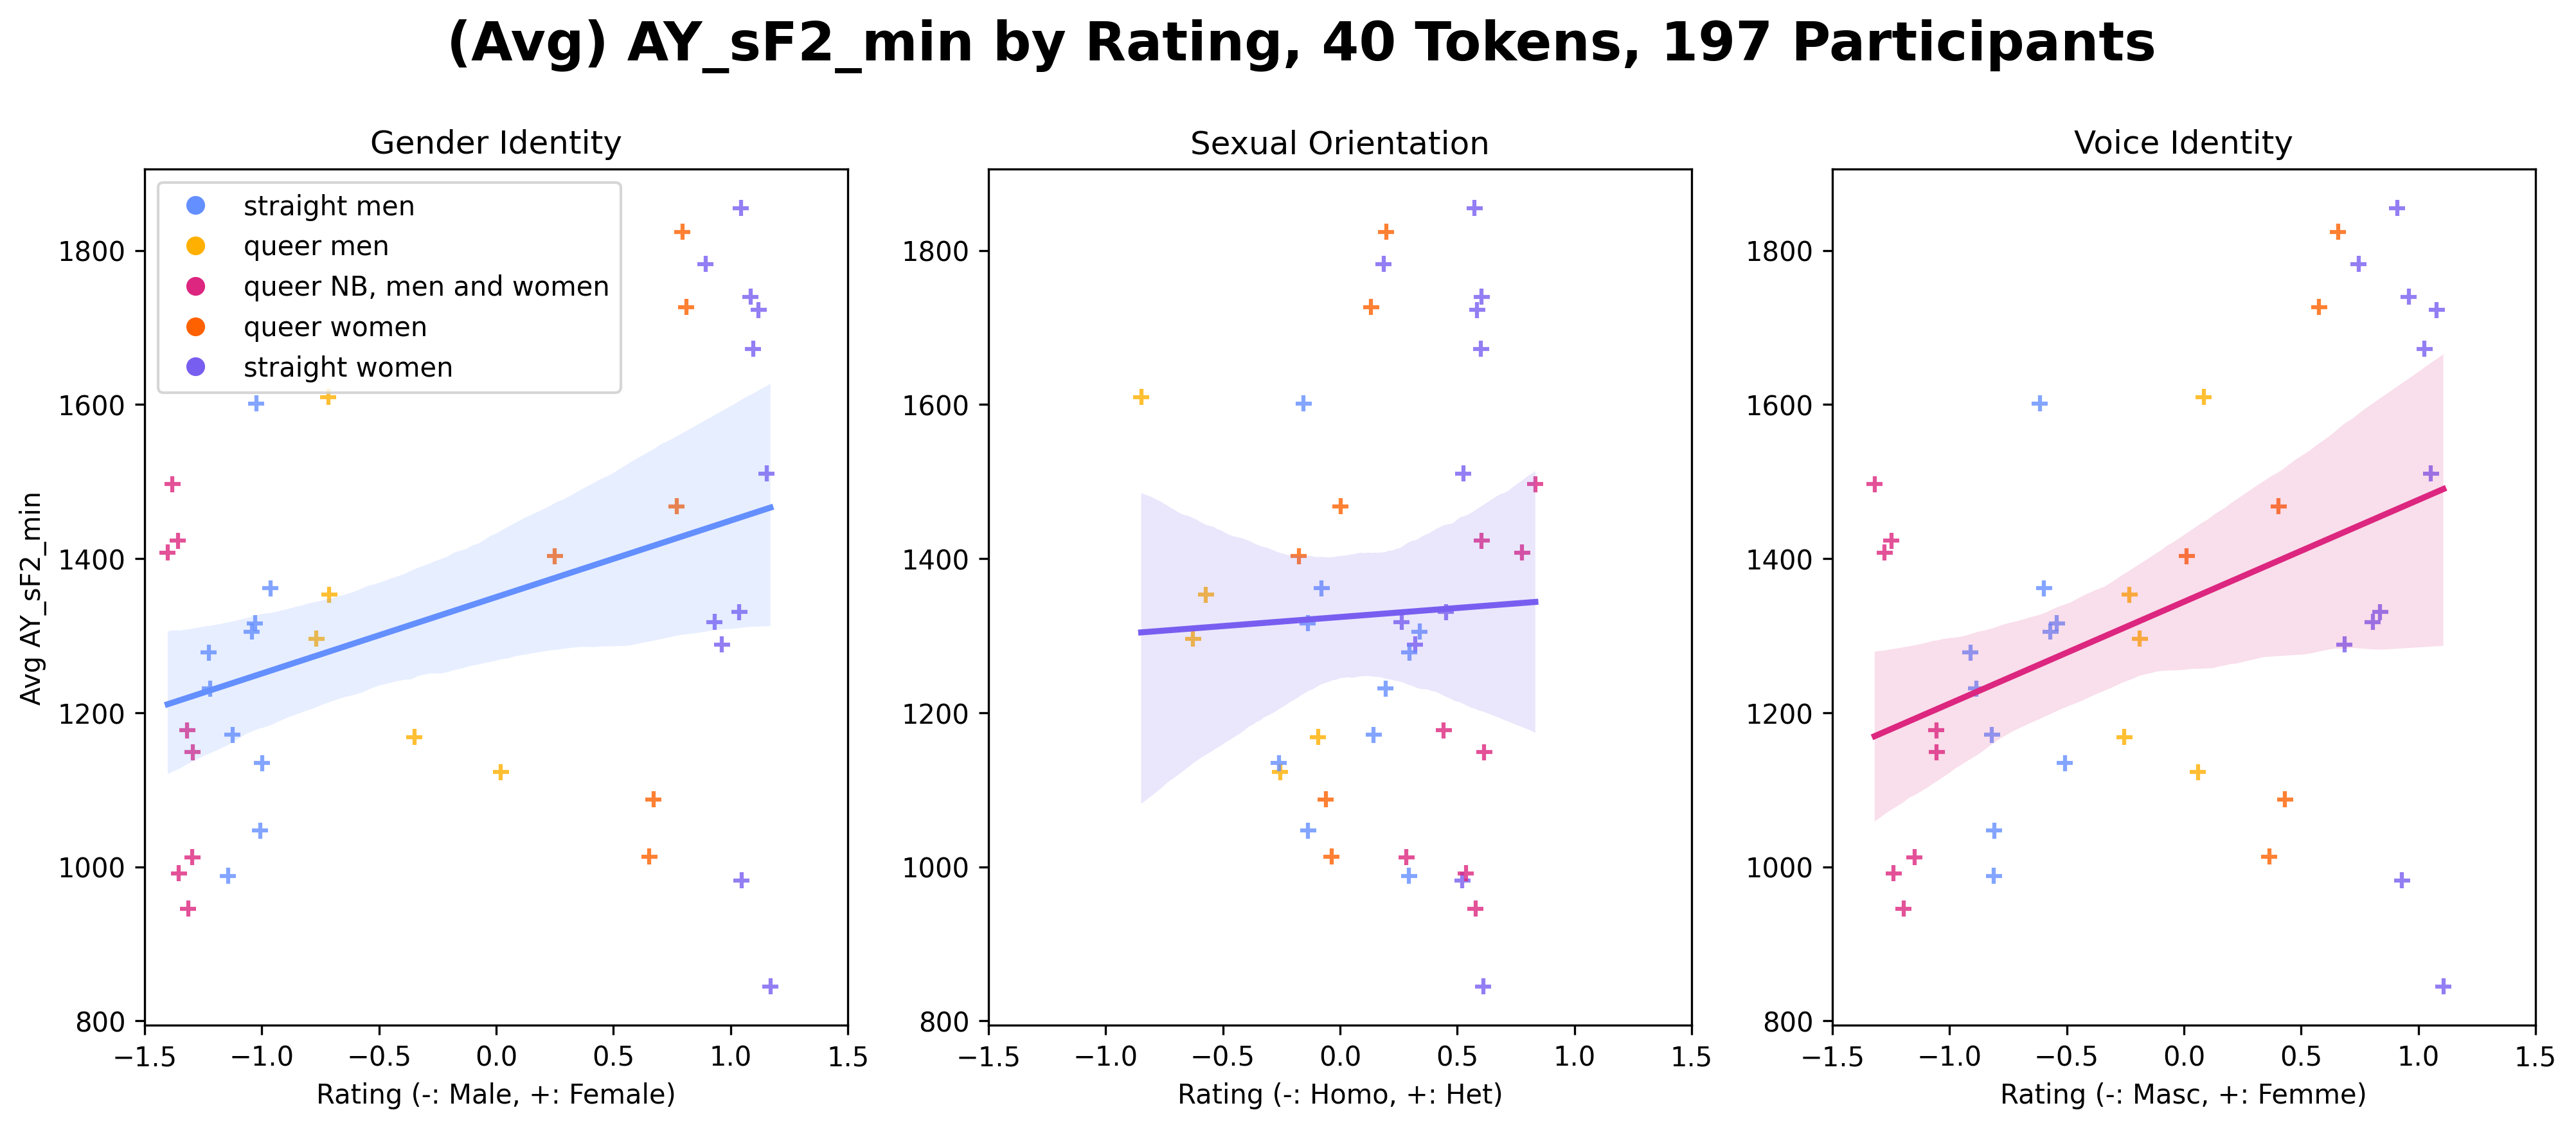 (Avg) AY_sF2_min by Rating, 40 Tokens, 197 Participants
Gender Identity
straight men
queer men
queer NB, men and women
queer women
straight women
1800
1600
1400
1200
1000
800
Avg AY_sF2_min
−1.5 −1.0 −0.5 0.0 0.5 1.0 1.5
Rating (-: Male, +: Female)
Sexual Orientation
1800
1600
1400
1200
1000
800
−1.5 −1.0 −0.5 0.0 0.5 1.0 1.5
Rating (-: Homo, +: Het)
Voice Identity
1800
1600
1400
1200
1000
800
−1.5 −1.0 −0.5 0.0 0.5 1.0 1.5
Rating (-: Masc, +: Femme)